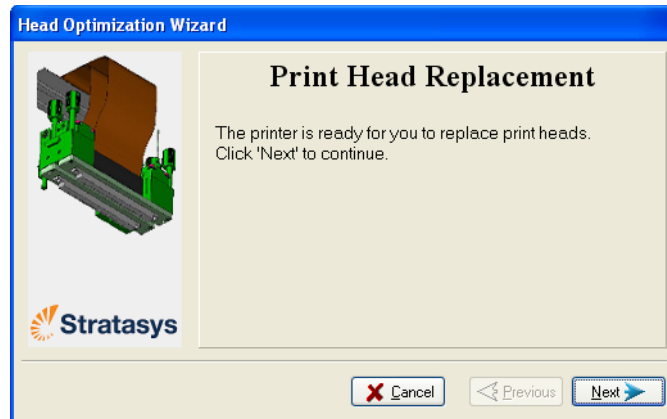 Head Optimization Wizard
Print Head Replacement
The printer is ready for you to replace print heads.
Click 'Next' to continue.
Stratasys
Cancel
Previous
Next